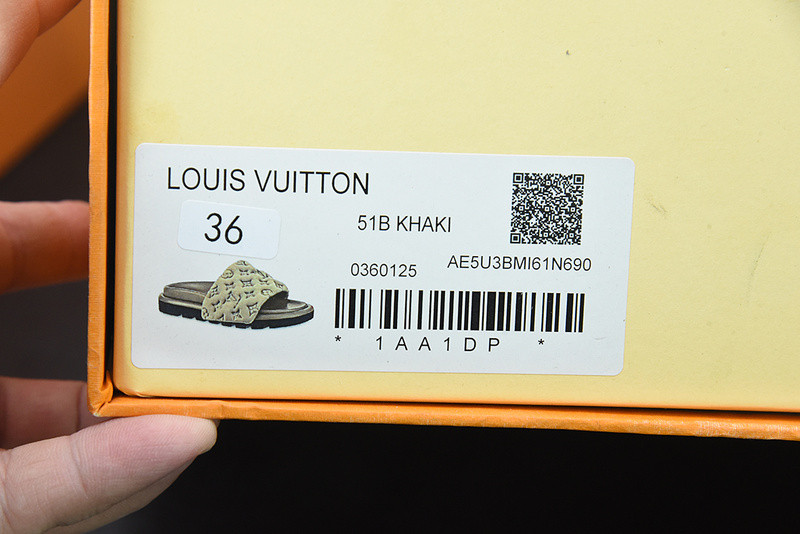 LOUIS VUITTON
36
51B KHAKI
0360125
AE5U3BMI61N690
* 1AA1DP *